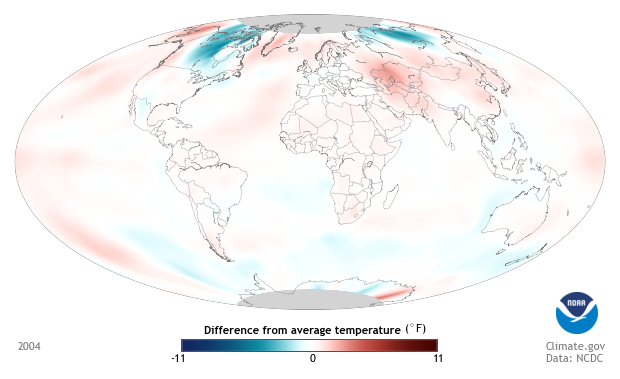 NOAA
Difference from average temperature (°F)
2004
-11 0 11
Climate.gov
Data: NCDC